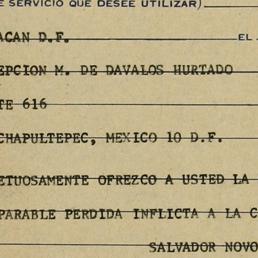 E SERVICIO QUE DESEE UTILIZAR)
ACAN D.F. EL
EPCION M. DE DAVALOS HURTADO
TE 616
CHAPULTEPEC, MEXICO 10 D.F.
ETUOSAMENTE OFREZCO A USTED LA
PARABLE PERDIDA INFLICTA A LA C
SALVADOR NOVO